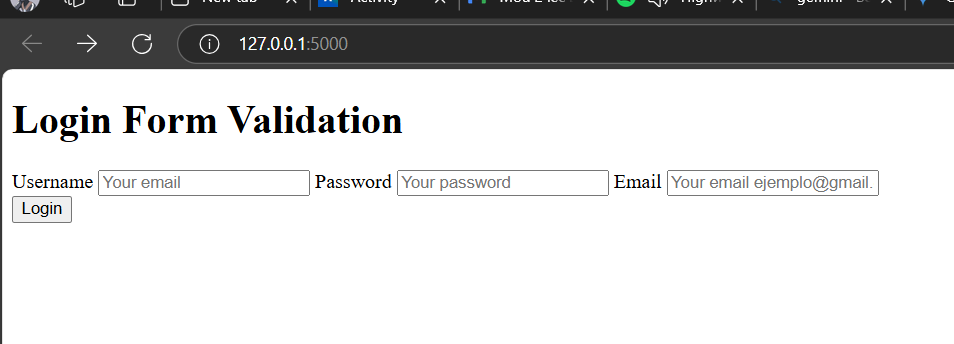 New tab Activity
127.0.0.1:5000
Login Form Validation
Username Your email Password Your password Email Your email ejemplo@gmail.
Login